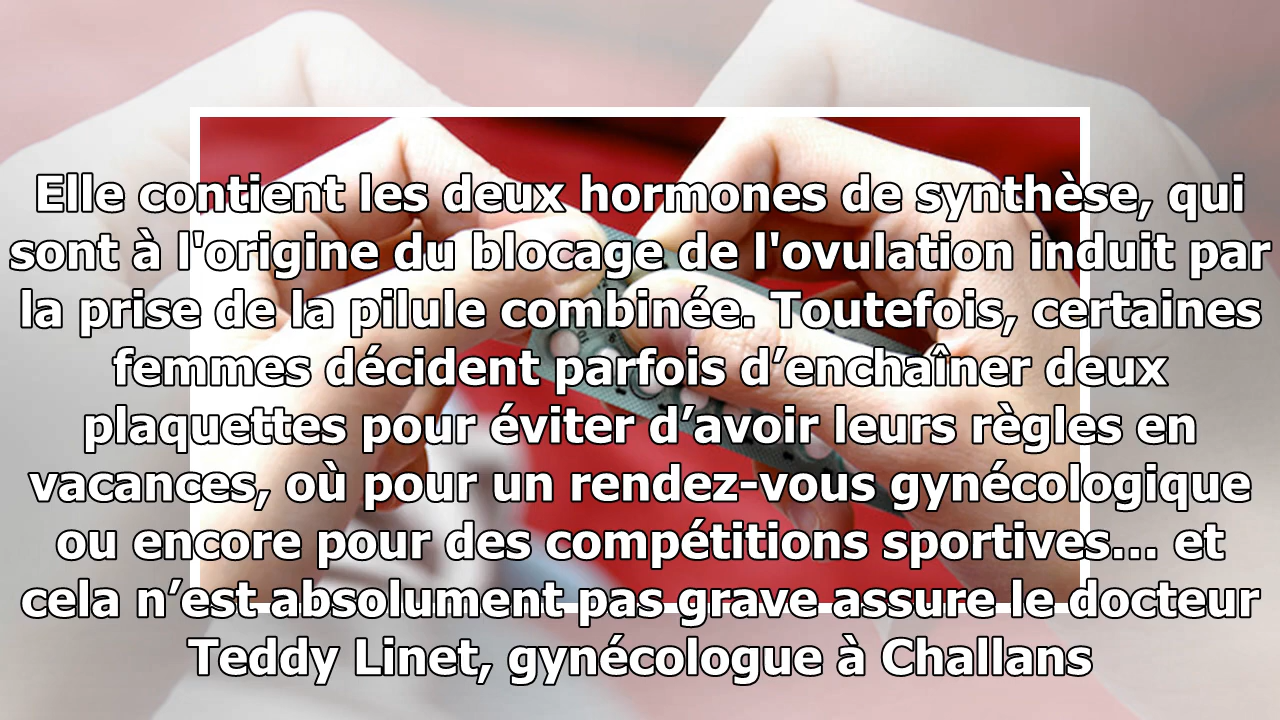 Elle contient les deux hormones de synthèse, qui
sont à l'origine du blocage de l'ovulation induit par
la prise de la pilule combinée. Toutefois, certaines
femmes décident parfois d’enchaîner deux
plaquettes pour éviter d’avoir leurs règles en
vacances, où pour un rendez-vous gynécologique
ou encore pour des compétitions sportives... et
cela n’est absolument pas grave assure le docteur
Teddy Linet, gynécologue à Challans